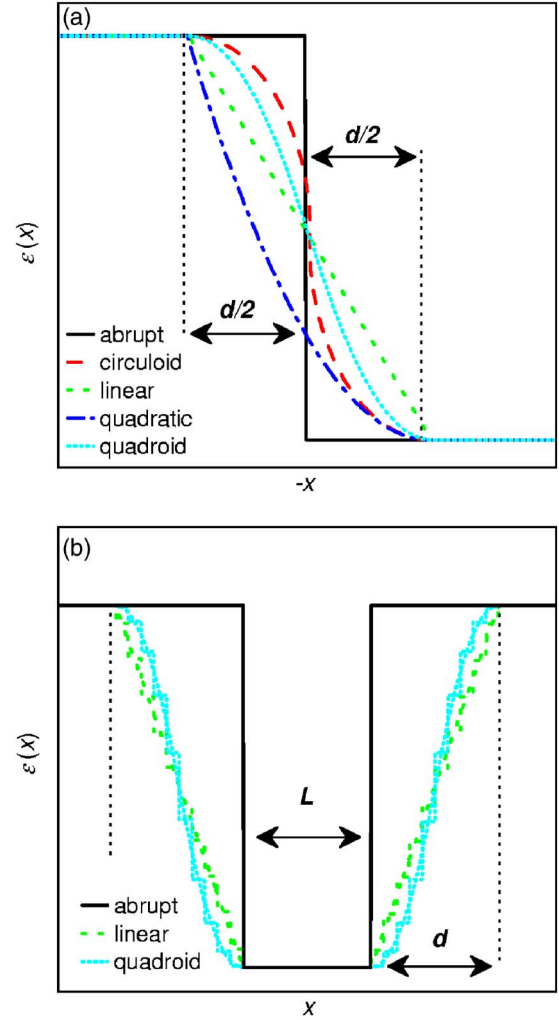 (a)
d/2
ε(x)
d/2
abrupt
circuloid
linear
quadratic
quadroid
-x
(b)
ε(x)
L
abrupt
linear
quadroid
d
x